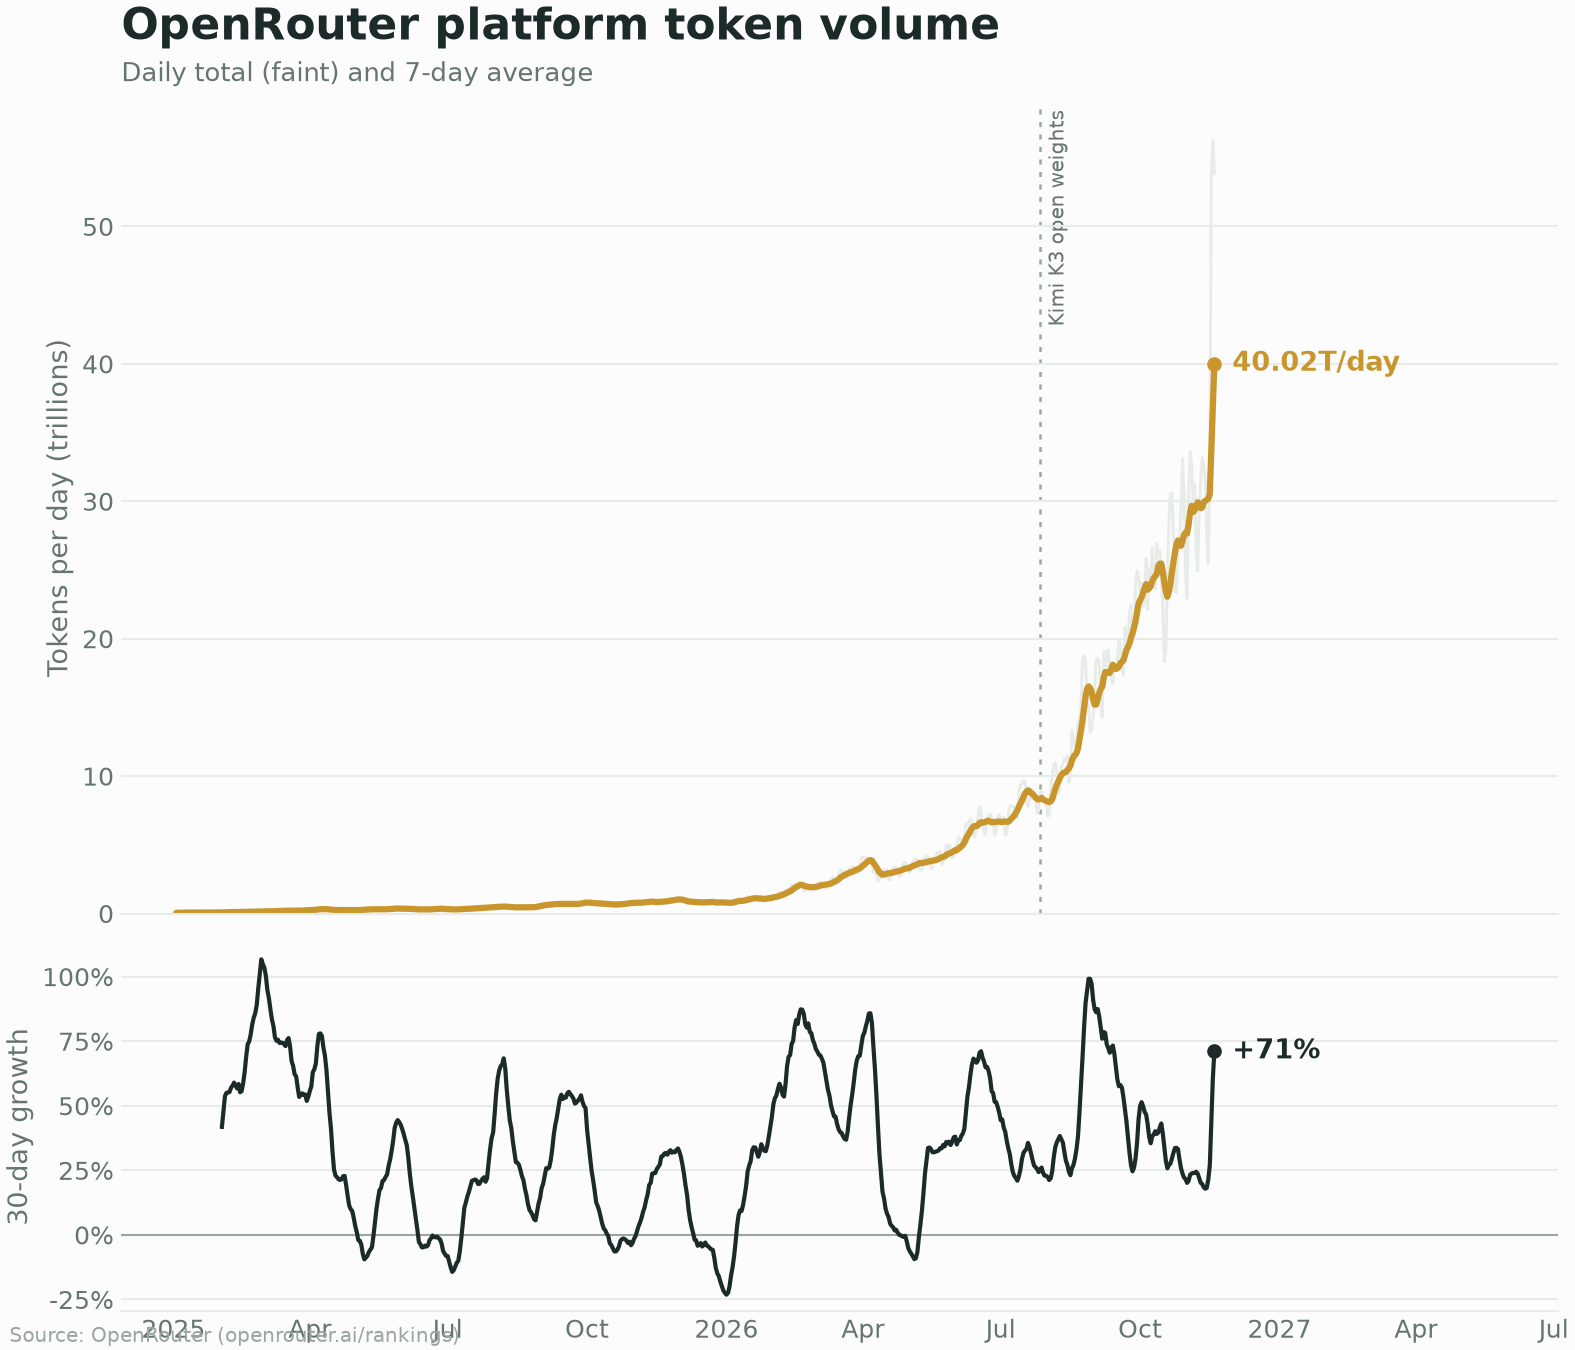 OpenRouter platform token volume
Daily total (faint) and 7-day average
Kimi K3 open weights
Tokens per day (trillions)
50
40
30
20
10
0
40.02T/day
30-day growth
100%
75%
50%
25%
0%
-25%
+71%
2025 Apr Jul Oct 2026 Apr Jul Oct 2027 Apr Jul
Source: OpenRouter (openrouter.ai/rankings)